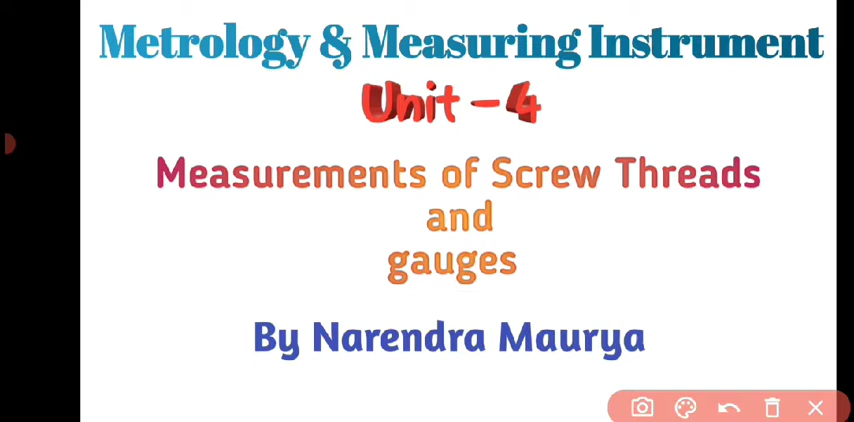 Metrology & Measuring Instrument
Unit - 4
Measurements of Screw Threads
and
gauges
By Narendra Maurya